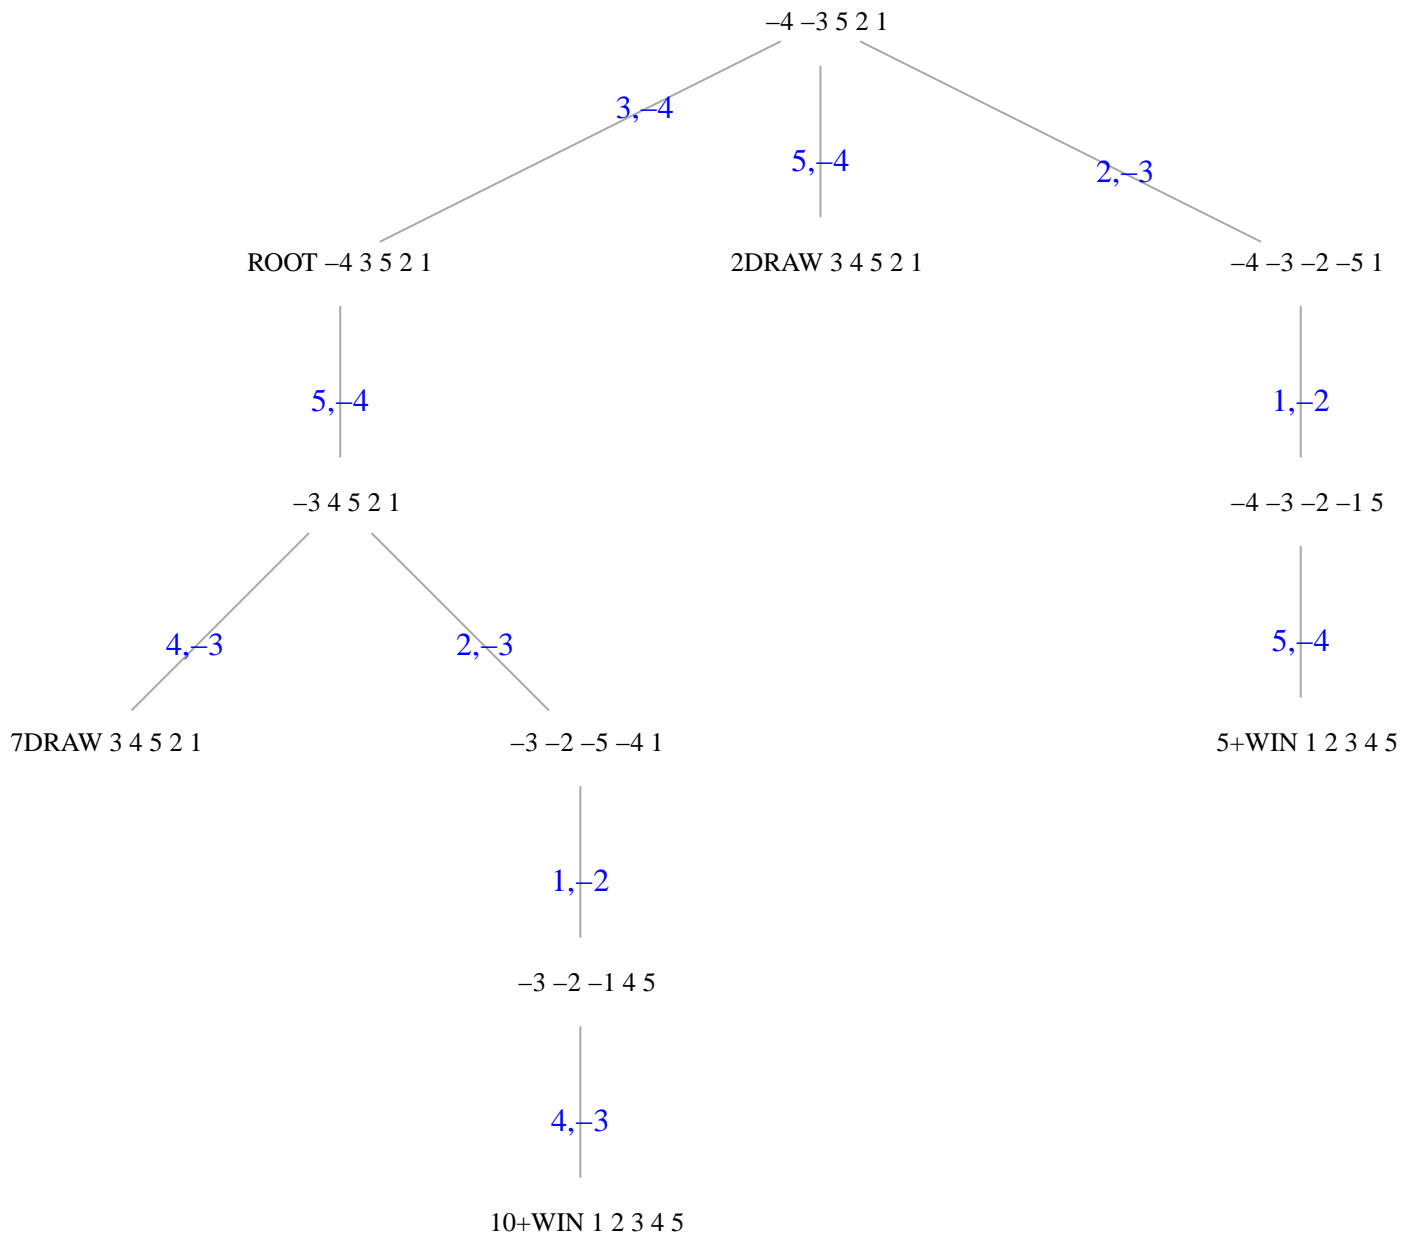 –4 –3 5 2 1
3,–4
5,–4
2,–3
ROOT –4 3 5 2 1
2DRAW 3 4 5 2 1
–4 –3 –2 –5 1
5,–4
1,–2
–3 4 5 2 1
–4 –3 –2 –1 5
4,–3
2,–3
5,–4
7DRAW 3 4 5 2 1
–3 –2 –5 –4 1
5+WIN 1 2 3 4 5
1,–2
–3 –2 –1 4 5
4,–3
10+WIN 1 2 3 4 5